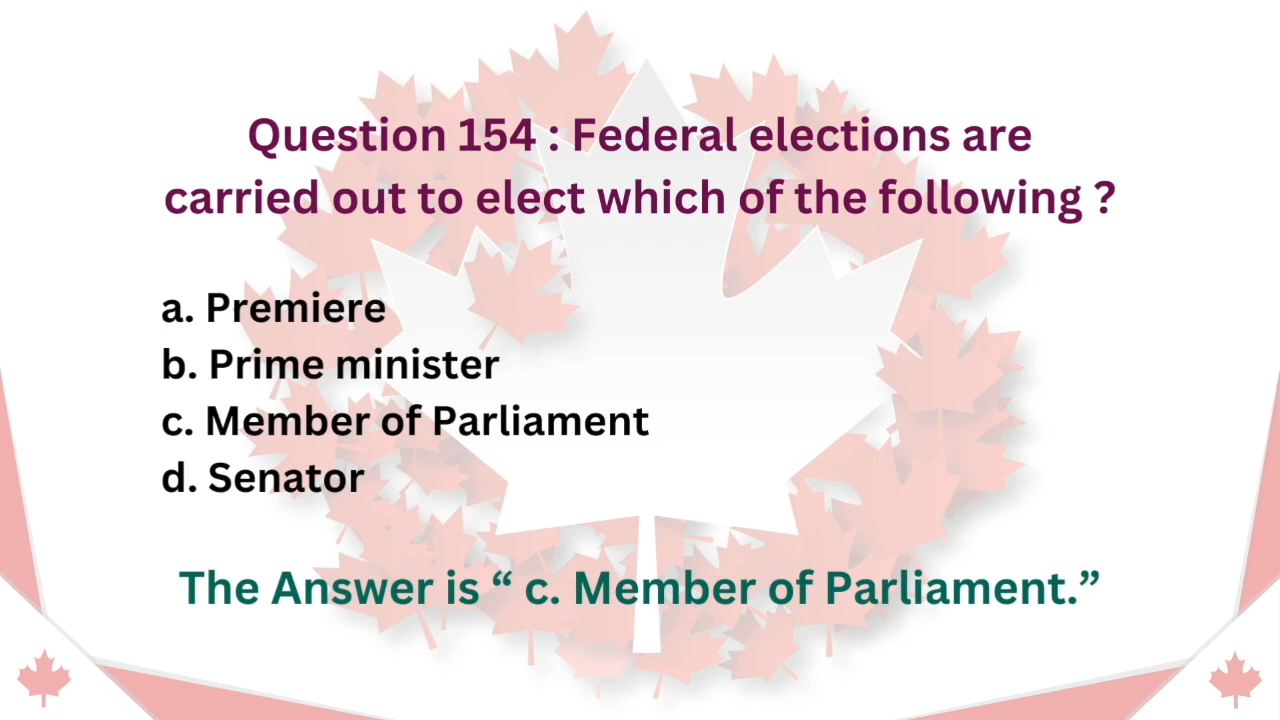 Question 154 : Federal elections are
carried out to elect which of the following ?
a. Premiere
b. Prime minister
c. Member of Parliament
d. Senator
The Answer is “ c. Member of Parliament.”